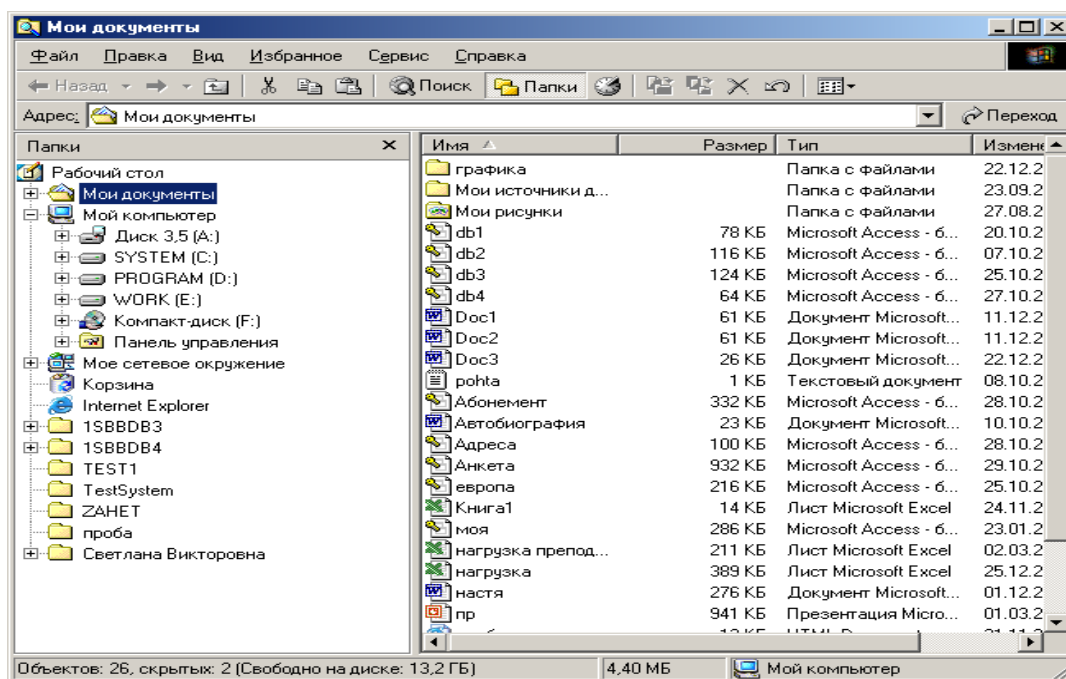 Мои документы
Файл Правка Вид Избранное Сервис Справка
Назад Поиск Папки
Адрес: Мои документы Переход
Папки
Рабочий стол
Мои документы
Мой компьютер
Диск 3,5 (A:)
SYSTEM (C:)
PROGRAM (D:)
WORK (E:)
Компакт-диск (F:)
Панель управления
Мое сетевое окружение
Корзина
Internet Explorer
1SBBDB3
1SBBDB4
TEST1
TestSystem
ZAHET
проба
Светлана Викторовна
Имя Размер Тип Измене
графика Папка с файлами 22.12.2
Мои источники д... Папка с файлами 23.09.2
Мои рисунки Папка с файлами 27.08.2
db1 78 КБ Microsoft Access - б... 20.10.2
db2 116 КБ Microsoft Access - б... 07.10.2
db3 124 КБ Microsoft Access - б... 25.10.2
db4 64 КБ Microsoft Access - б... 27.10.2
Doc1 61 КБ Документ Microsoft... 11.12.2
Doc2 61 КБ Документ Microsoft... 11.12.2
Doc3 26 КБ Документ Microsoft... 22.12.2
pohta 1 КБ Текстовый документ 08.10.2
Абонемент 332 КБ Microsoft Access - б... 28.10.2
Автобиография 23 КБ Документ Microsoft... 10.10.2
Адреса 100 КБ Microsoft Access - б... 28.10.2
Анкета 932 КБ Microsoft Access - б... 29.10.2
европа 216 КБ Microsoft Access - б... 25.10.2
Книга1 14 КБ Лист Microsoft Excel 24.11.2
моя 286 КБ Microsoft Access - б... 23.01.2
нагрузка препод... 211 КБ Лист Microsoft Excel 02.03.2
нагрузка 389 КБ Лист Microsoft Excel 25.12.2
настя 276 КБ Документ Microsoft... 01.12.2
пр 941 КБ Презентация Micro... 01.03.2
Объектов: 26, скрытых: 2 (Свободно на диске: 13,2 ГБ) 4,40 МБ Мой компьютер